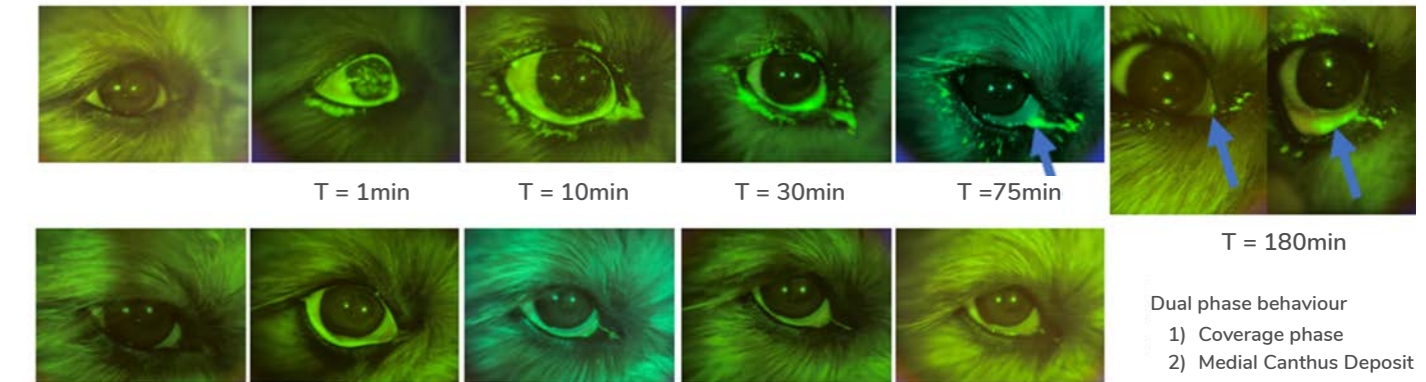 T = 1min
T = 10min
T = 30min
T =75min
T = 180min
Dual phase behaviour
1) Coverage phase
2) Medial Canthus Deposit